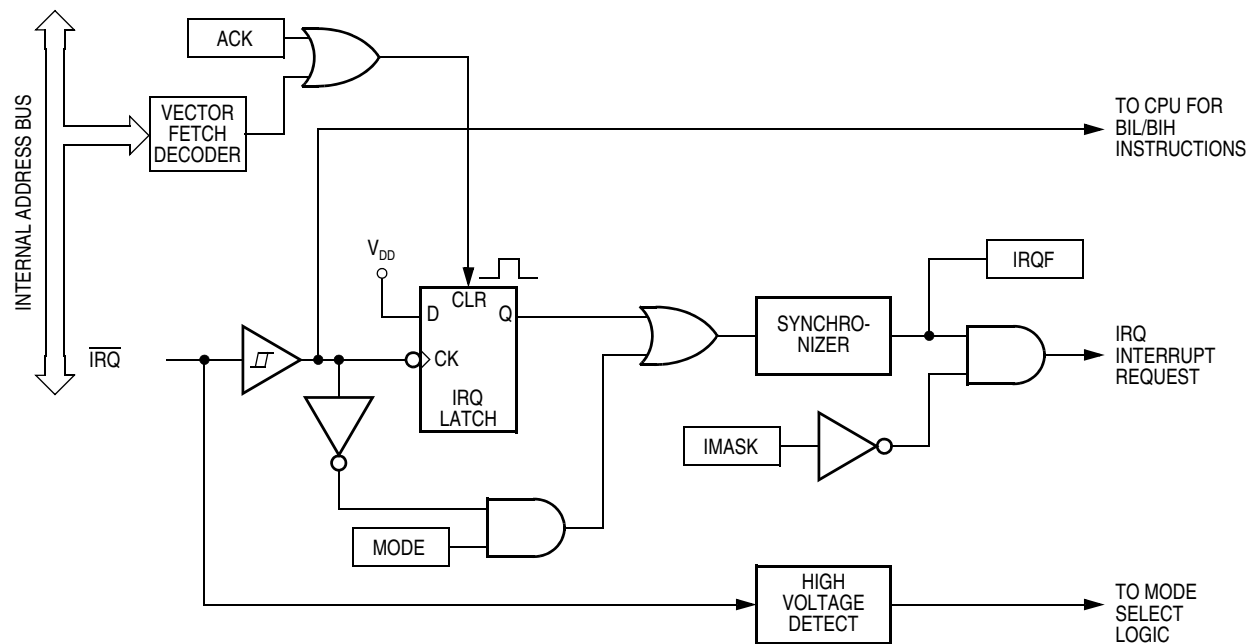 ACK
INTERNAL ADDRESS BUS
VECTOR
FETCH
DECODER
TO CPU FOR
BIL/BIH
INSTRUCTIONS
VDD
CLR
D
Q
CK
IRQ
LATCH
IRQ
SYNCHRO-
NIZER
IRQF
IRQ
INTERRUPT
REQUEST
IMASK
MODE
HIGH
VOLTAGE
DETECT
TO MODE
SELECT
LOGIC